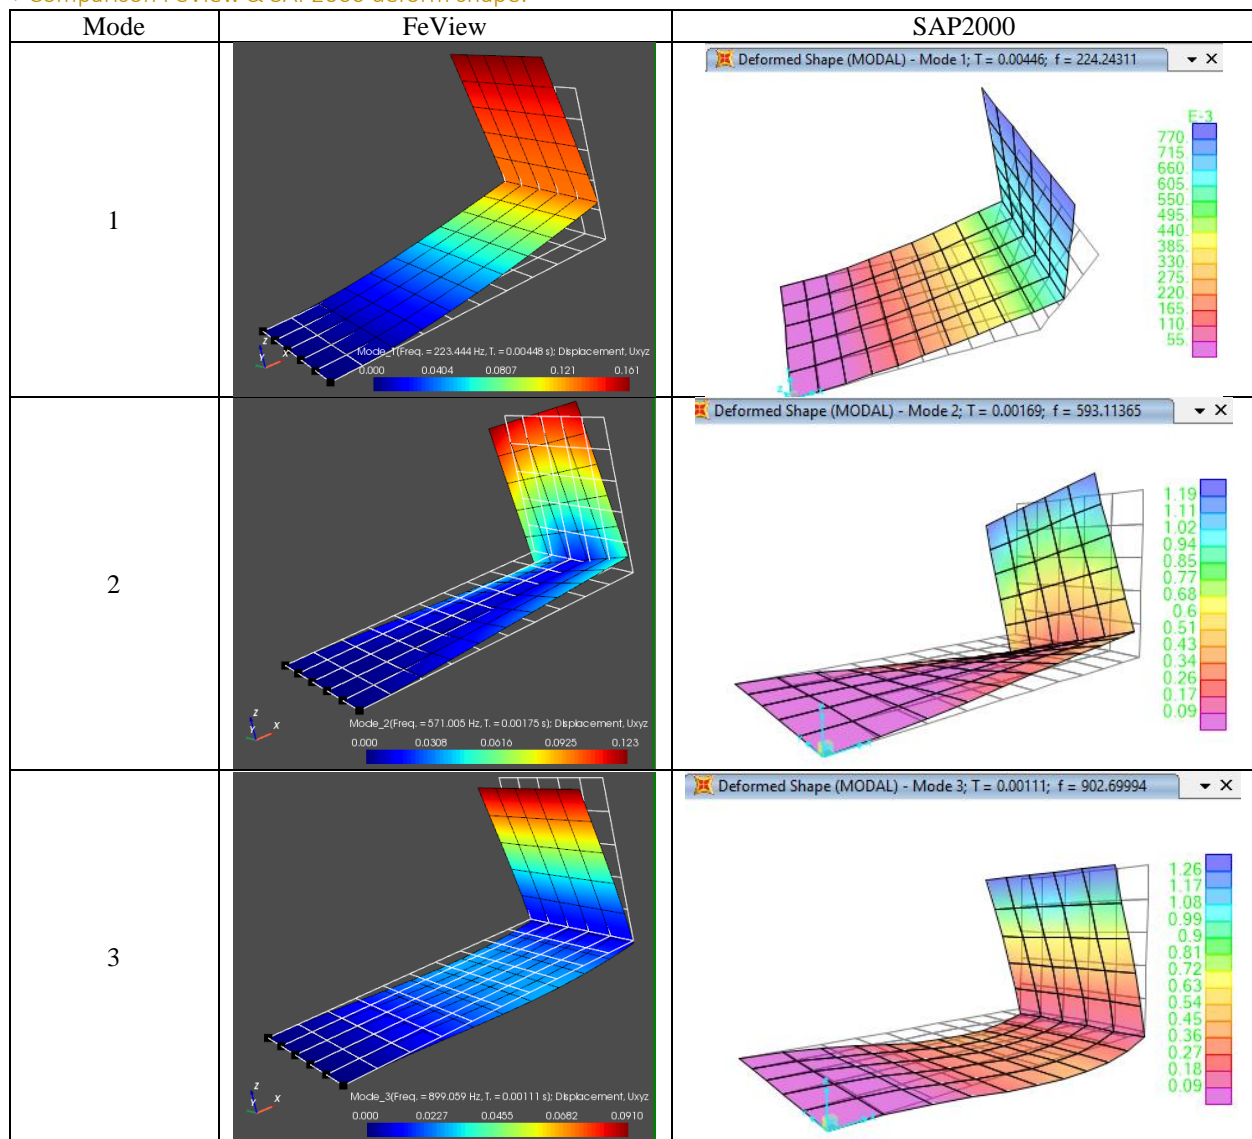 Comparison FeView & SAP2000 deform shape:
Mode FeView SAP2000
1
z
Y
X
Mode_1(Freq. = 223.444 Hz, T. = 0.00448 s); Displacement, Uxyz
0.000 0.0404 0.0807 0.121 0.161
Deformed Shape (MODAL) - Mode 1; T = 0.00446; f = 224.24311
E-3
770.
715.
660.
605.
550.
495.
440.
385.
330.
275.
220.
165.
110.
55.
2
z
Y
X
Mode_2(Freq. = 571.005 Hz, T. = 0.00175 s); Displacement, Uxyz
0.000 0.0308 0.0616 0.0925 0.123
Deformed Shape (MODAL) - Mode 2; T = 0.00169; f = 593.11365
1.19
1.11
1.02
0.94
0.85
0.77
0.68
0.6
0.51
0.43
0.34
0.26
0.17
0.09
3
z
Y
X
Mode_3(Freq. = 899.059 Hz, T. = 0.00111 s); Displacement, Uxyz
0.000 0.0227 0.0455 0.0682 0.0910
Deformed Shape (MODAL) - Mode 3; T = 0.00111; f = 902.69994
1.26
1.17
1.08
0.99
0.9
0.81
0.72
0.63
0.54
0.45
0.36
0.27
0.18
0.09